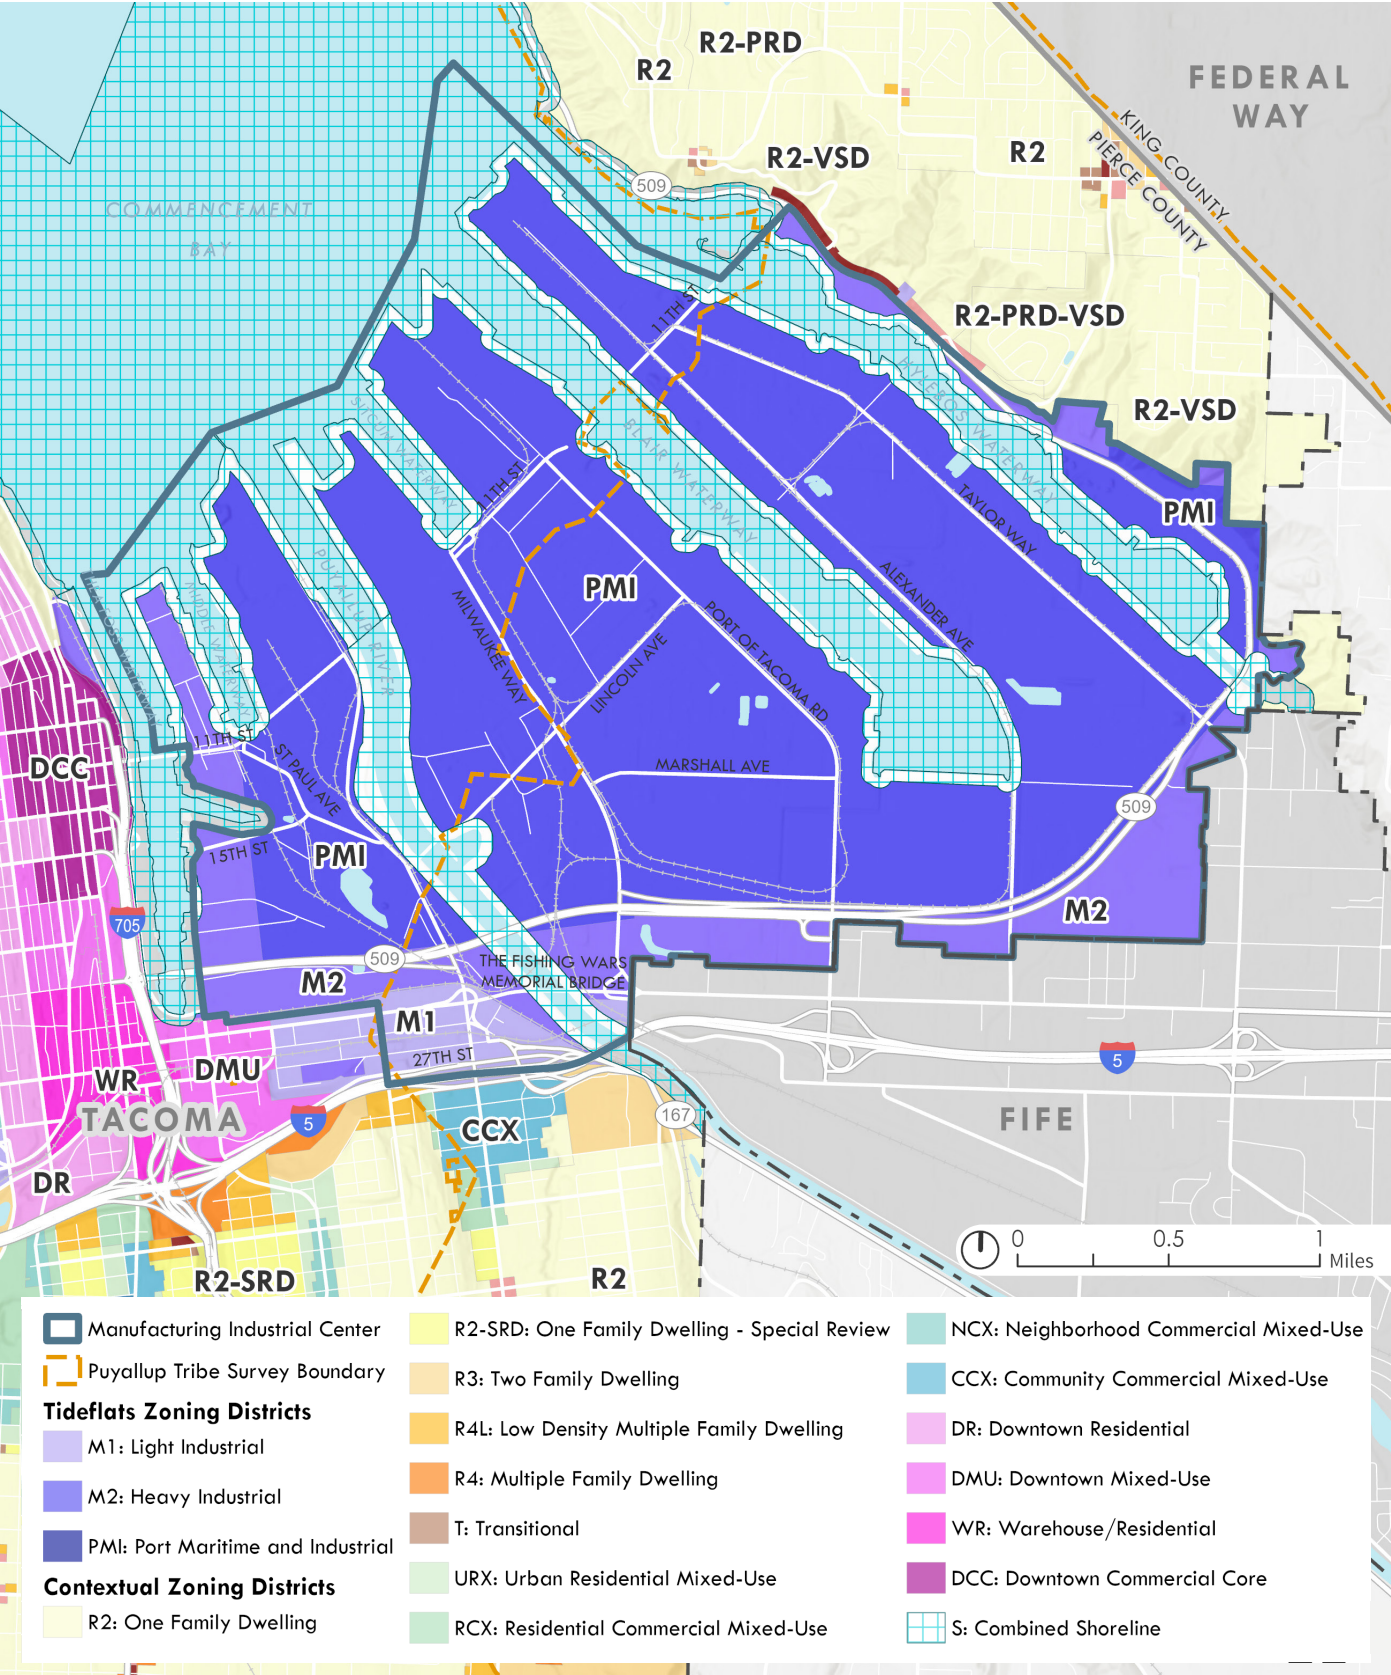 R2-PRD
R2
FEDERAL
WAY
KING COUNTY
PIERCE COUNTY
R2-VSD
R2
509
COMMENCEMENT
BAY
11TH ST
R2-PRD-VSD
HYLEBOS WATERWAY
R2-VSD
SITCUM WATERWAY
BLAIR WATERWAY
11TH ST
TAYLOR WAY
PMI
PUYALLUP RIVER
PMI
ALEXANDER AVE
MILWAUKEE WAY
PORT OF TACOMA RD
LINCOLN AVE
MIDDLE WATERWAY
11TH ST
ST PAUL AVE
DCC
MARSHALL AVE
509
15TH ST
PMI
705
M2
509
THE FISHING WARS
MEMORIAL BRIDGE
M2
M1
27TH ST
5
DMU
WR
TACOMA
5
167
FIFE
CCX
DR
R2-SRD
R2
0
0.5
1
Miles
Manufacturing Industrial Center
Puyallup Tribe Survey Boundary
Tideflats Zoning Districts
M1: Light Industrial
M2: Heavy Industrial
PMI: Port Maritime and Industrial
Contextual Zoning Districts
R2: One Family Dwelling
R2-SRD: One Family Dwelling - Special Review
R3: Two Family Dwelling
R4L: Low Density Multiple Family Dwelling
R4: Multiple Family Dwelling
T: Transitional
URX: Urban Residential Mixed-Use
RCX: Residential Commercial Mixed-Use
NCX: Neighborhood Commercial Mixed-Use
CCX: Community Commercial Mixed-Use
DR: Downtown Residential
DMU: Downtown Mixed-Use
WR: Warehouse/Residential
DCC: Downtown Commercial Core
S: Combined Shoreline